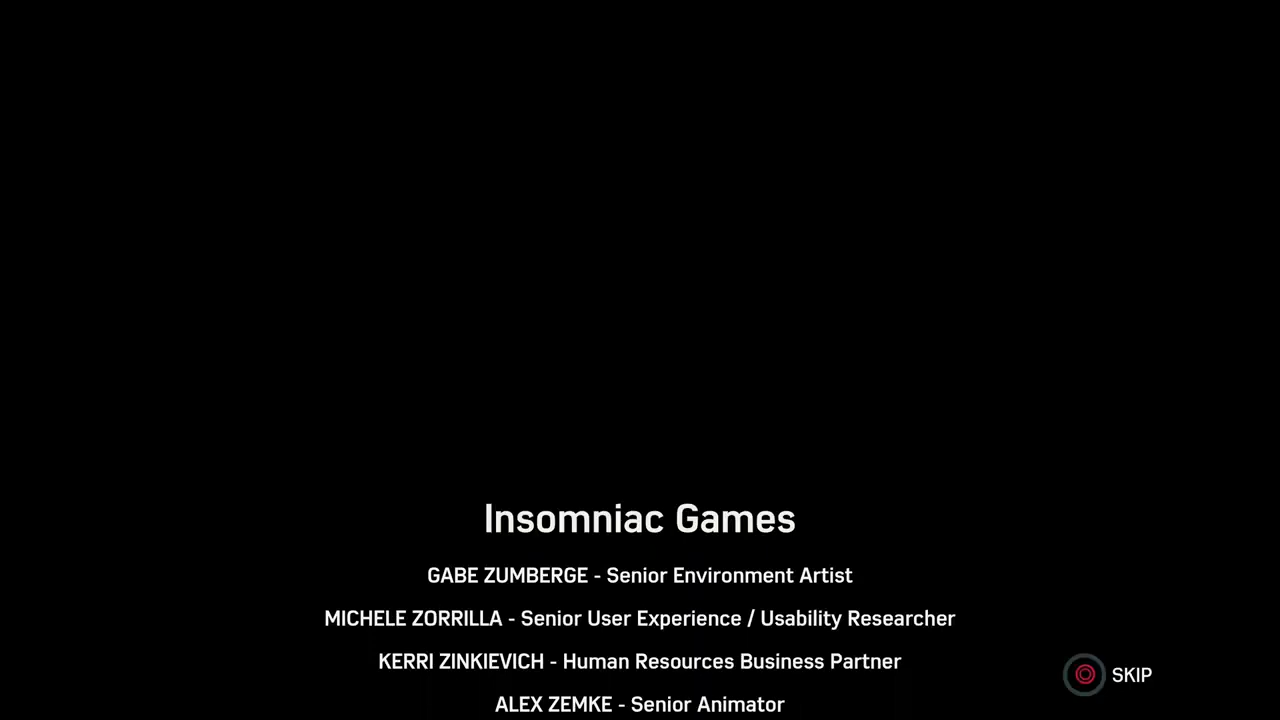 Insomniac Games
GABE ZUMBERGE - Senior Environment Artist
MICHELE ZORRILLA - Senior User Experience / Usability Researcher
KERRI ZINKIEVICH - Human Resources Business Partner
SKIP
ALEX ZEMKE - Senior Animator